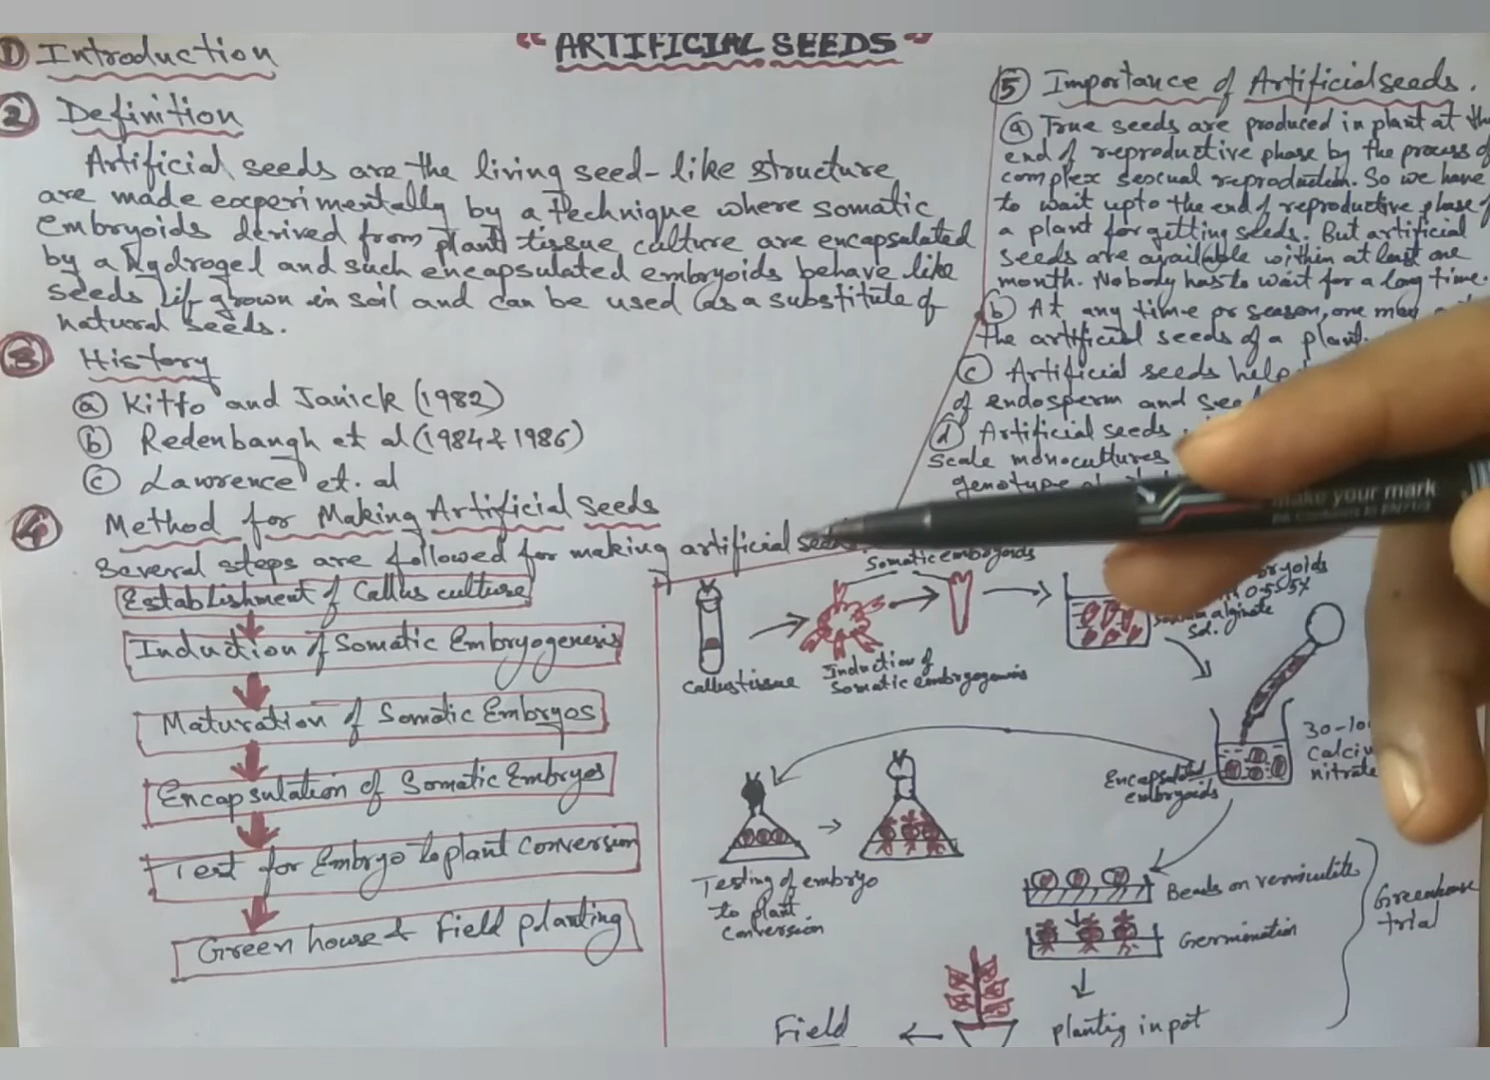 " ARTIFICIAL SEEDS "
① Introduction
② Definition
Artificial seeds are the living seed-like structure
are made experimentally by a technique where somatic
embryoids derived from plant tissue culture are encapsulated
by a hydrogel and such encapsulated embryoids behave like
seeds if grown in soil and can be used as a substitute of
natural seeds.
③ History
ⓐ Kitto and Janick (1982)
ⓑ Redenbangh et al (1984 & 1986)
ⓒ Lawrence et. al
④ Method for Making Artificial Seeds
Several steps are followed for making artificial
Establishment of Callus culture
Induction of Somatic Embryogenesis
Maturation of Somatic Embryos
Encapsulation of Somatic Embryos
Test for Embryo to plant conversion
Green house & Field planting
⑤ Importance of Artificial seeds.
ⓐ True seeds are produced in plant at the
end of reproductive phase by the process of
complex sexual reproduction. So we have
to wait upto the end of reproductive phase of
a plant for getting seeds. But artificial
seeds are available within at least one
month. Nobody has to wait for a long time.
ⓑ At any time or season, one may
the artificial seeds of a plant.
ⓒ Artificial seeds help
of endosperm and
ⓓ Artificial seeds
scale monocultures
genotype
Somatic embryoids
Callus tissue
Induction of
Somatic embryogenesis
alginate
Sol.
Calci
nitrate
Encapsulated
embryoids
Testing of embryo
to plant
conversion
Beads on vermiculite
Germination
Greenhouse
trial
planting in pot
Field
make your mark